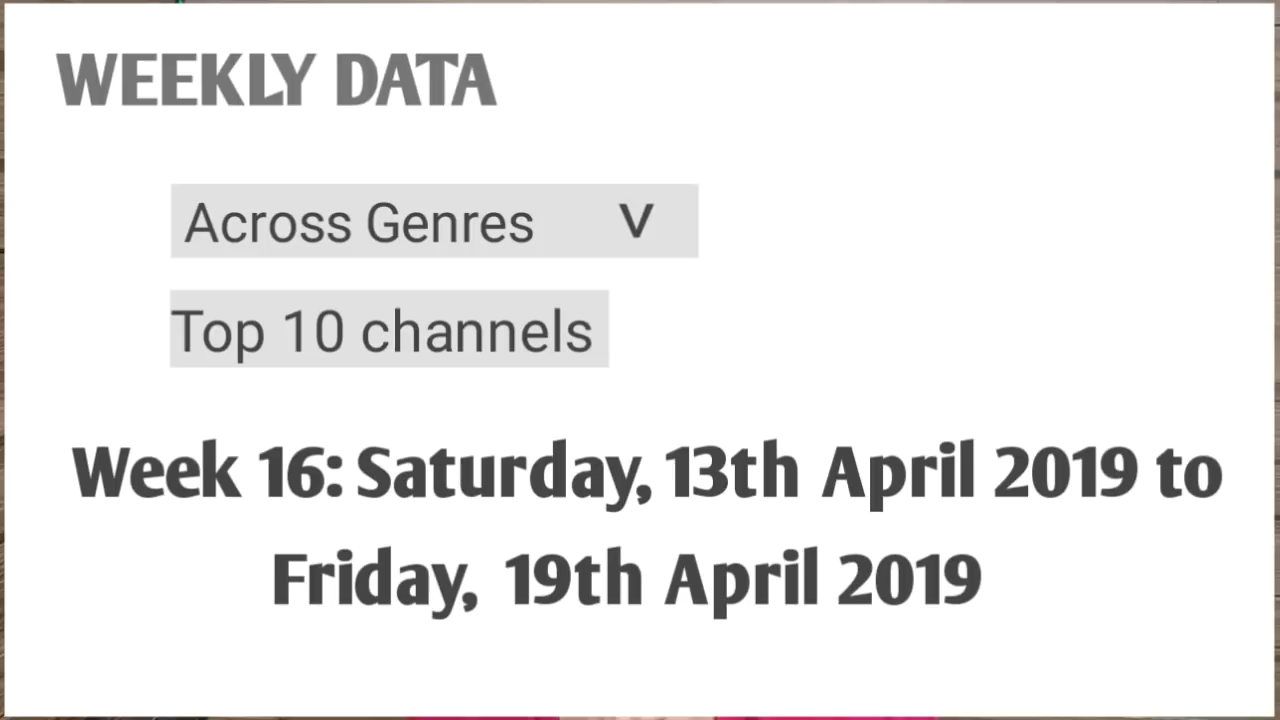 WEEKLY DATA
Across Genres V
Top 10 channels
Week 16: Saturday, 13th April 2019 to
Friday, 19th April 2019